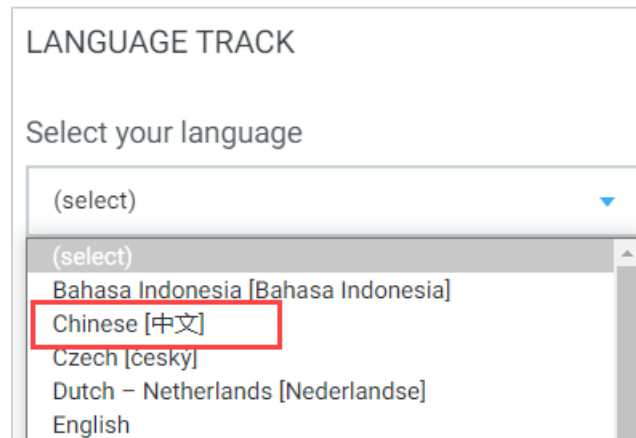 LANGUAGE TRACK
Select your language
(select)
(select)
Bahasa Indonesia [Bahasa Indonesia]
Chinese [中文]
Czech [český]
Dutch – Netherlands [Nederlandse]
English